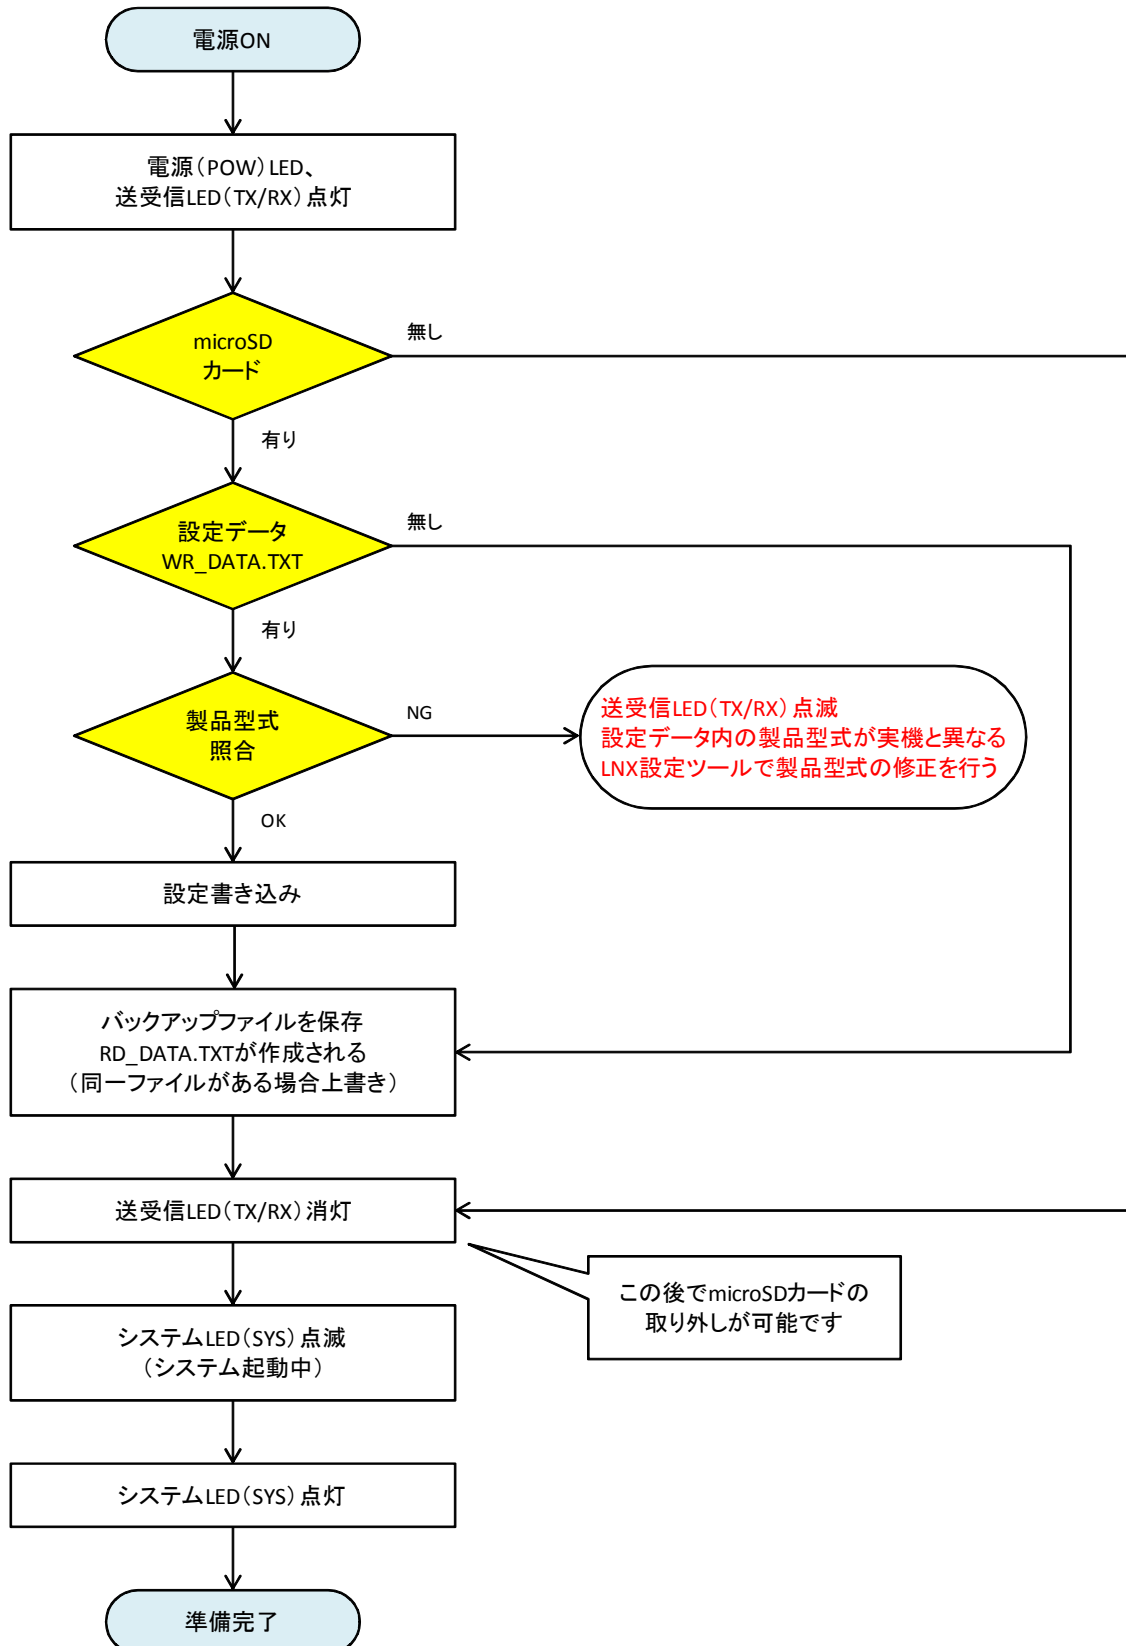 電源ON
電源(POW)LED、
送受信LED(TX/RX)点灯
microSD
カード
無し
有り
設定データ
WR_DATA.TXT
無し
有り
製品型式
照合
NG
送受信LED(TX/RX)点滅
設定データ内の製品型式が実機と異なる
LNX設定ツールで製品型式の修正を行う
OK
設定書き込み
バックアップファイルを保存
RD_DATA.TXTが作成される
(同一ファイルがある場合上書き)
送受信LED(TX/RX)消灯
この後でmicroSDカードの
取り外しが可能です
システムLED(SYS)点滅
(システム起動中)
システムLED(SYS)点灯
準備完了